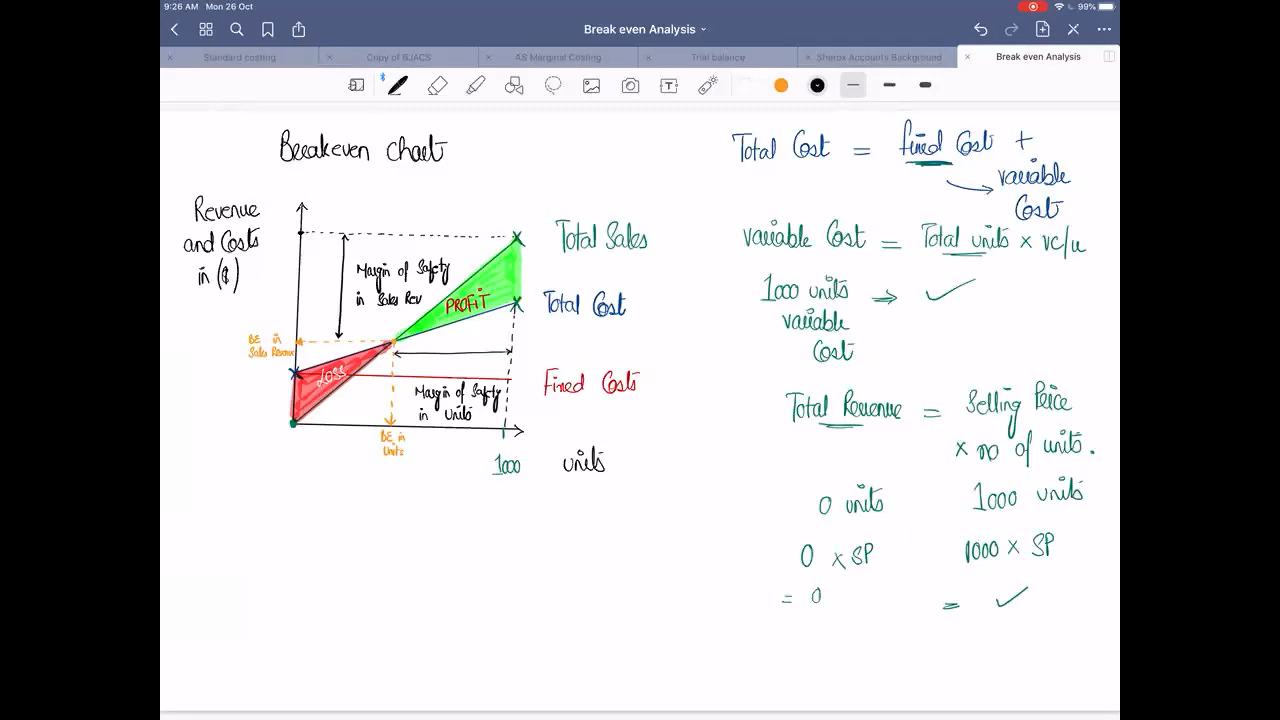 9:26 AM Mon 26 Oct
99%
Break even Analysis
Standard costing
Copy of BJACS
AS Marginal Costing
Trial balance
Sherox Accounts Background
Break even Analysis
Breakeven chart
Revenue
and Costs
in ($)
Margin of Safety
in Sales Rev
PROFIT
LOSS
BE in
Sales Revenue
Margin of Safety
in Units
BE in
Units
1000
units
Total Sales
Total Cost
Fixed Costs
Total Cost = fixed Cost +
variable
Cost
variable Cost = Total units × vc/u
1000 units ⇒ ✓
variable
Cost
Total Revenue = Selling Price
× no of units.
0 units 1000 units
0 × SP 1000 × SP
= 0 = ✓